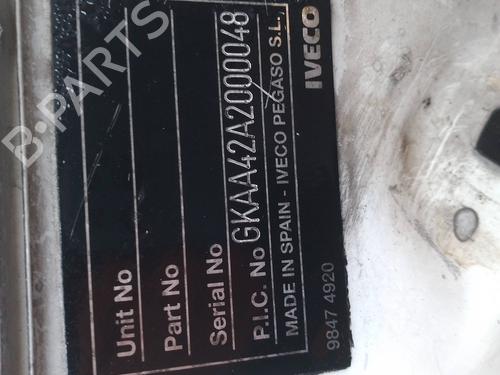 Unit No
Part No
Serial No
P.I.C. No GKAA42A2000048
MADE IN SPAIN - IVECO PEGASO S.L.
9847 4920 IVECO
B-PARTS